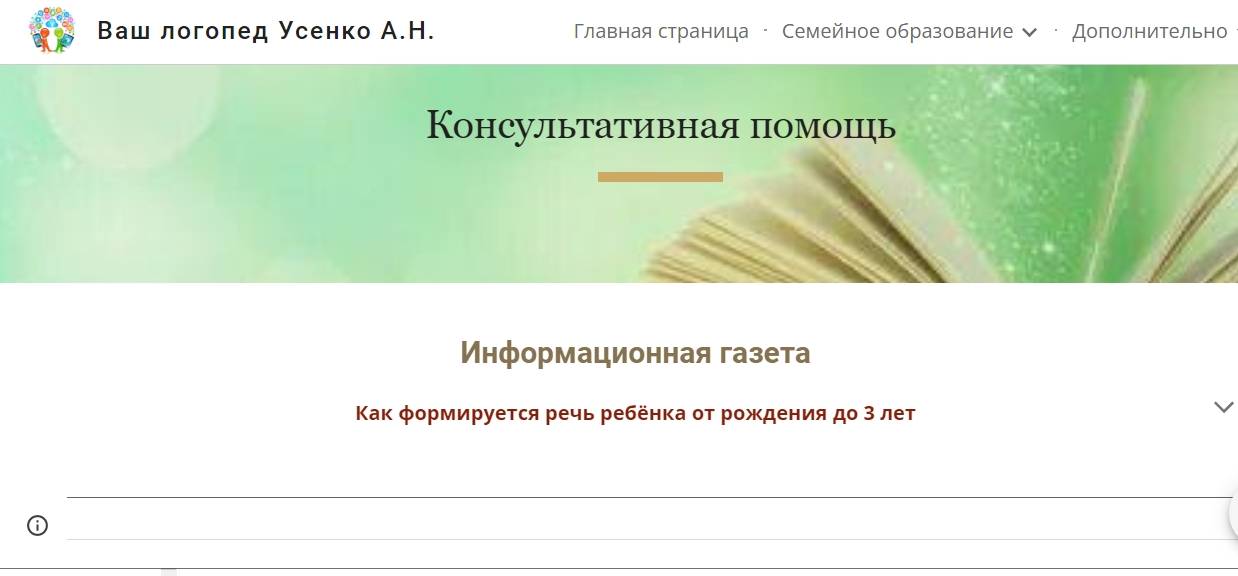 Ваш логопед Усенко А.Н.
Главная страница · Семейное образование · Дополнительно
Консультативная помощь
Информационная газета
Как формируется речь ребёнка от рождения до 3 лет